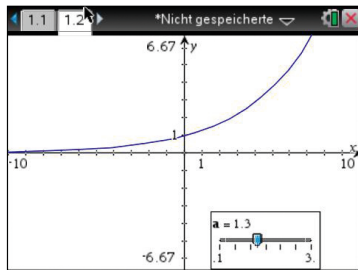 1.1 1.2 *Nicht gespeicherte
6.67 y
1
x
-10 1 10
a = 1.3
.1 3.
-6.67